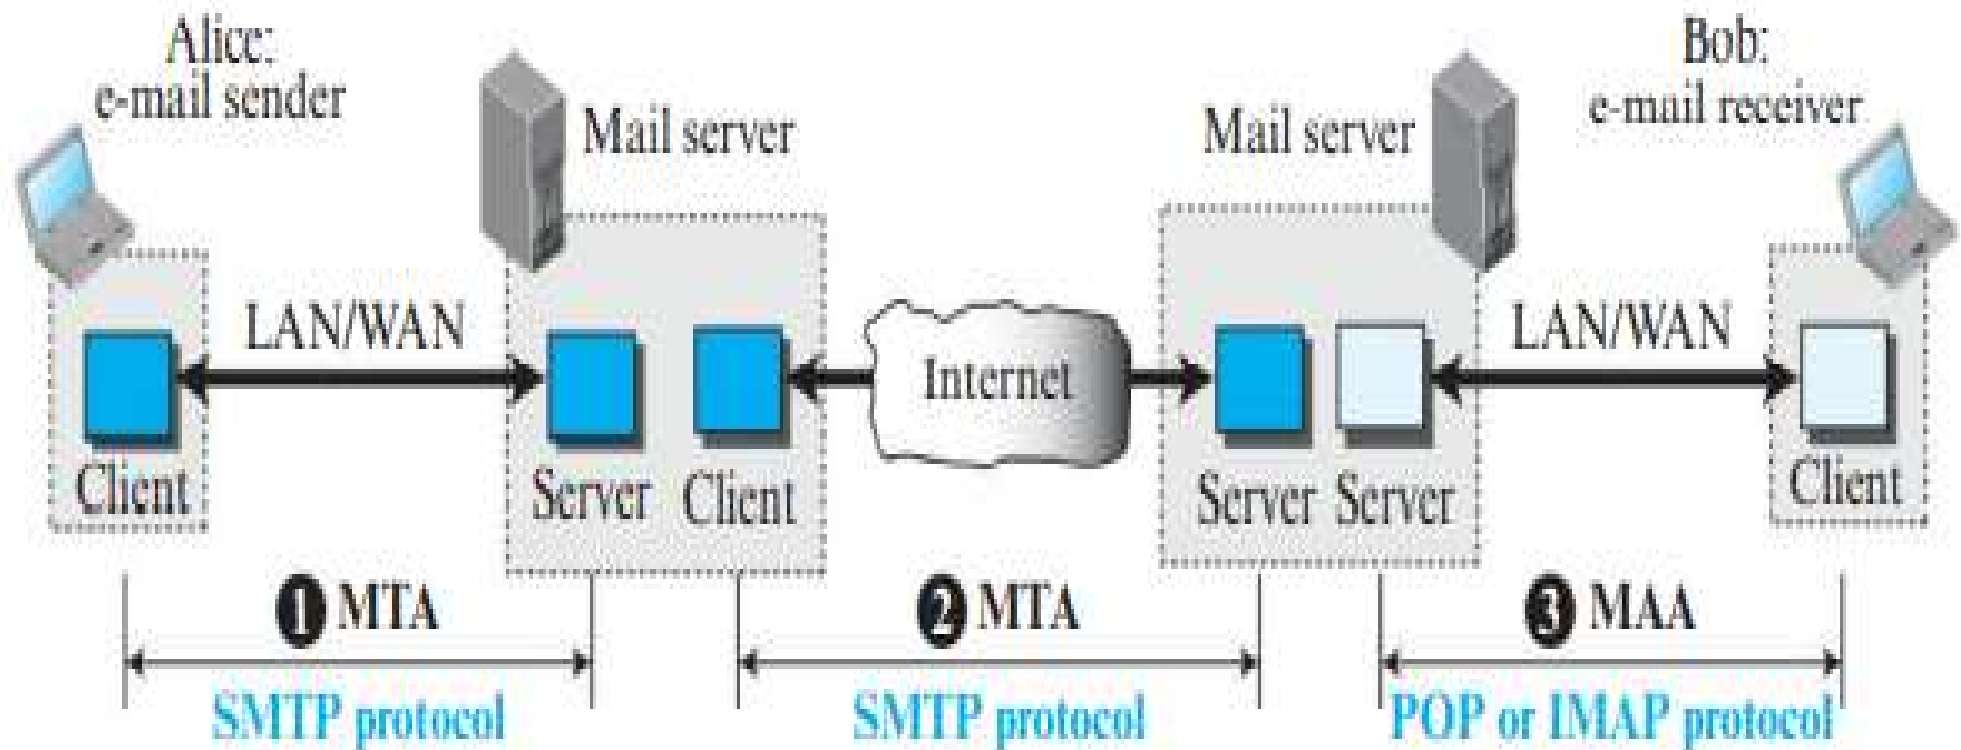 Alice:
e-mail sender
Mail server
Mail server
Bob:
e-mail receiver
LAN/WAN
Internet
LAN/WAN
Client
Server
Client
Server
Server
Client
1 MTA
2 MTA
3 MAA
SMTP protocol
SMTP protocol
POP or IMAP protocol